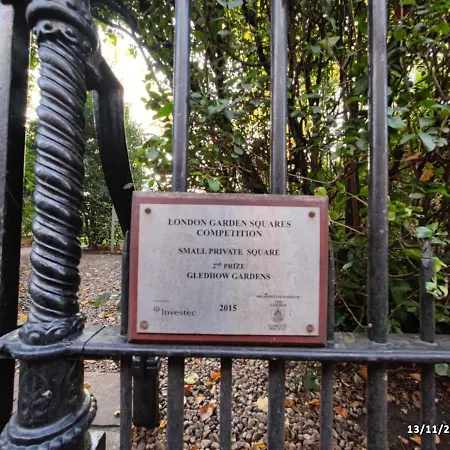 LONDON GARDEN SQUARES
COMPETITION
SMALL PRIVATE SQUARE
2nd PRIZE
GLEDHOW GARDENS
2015
Investec
13/11/2